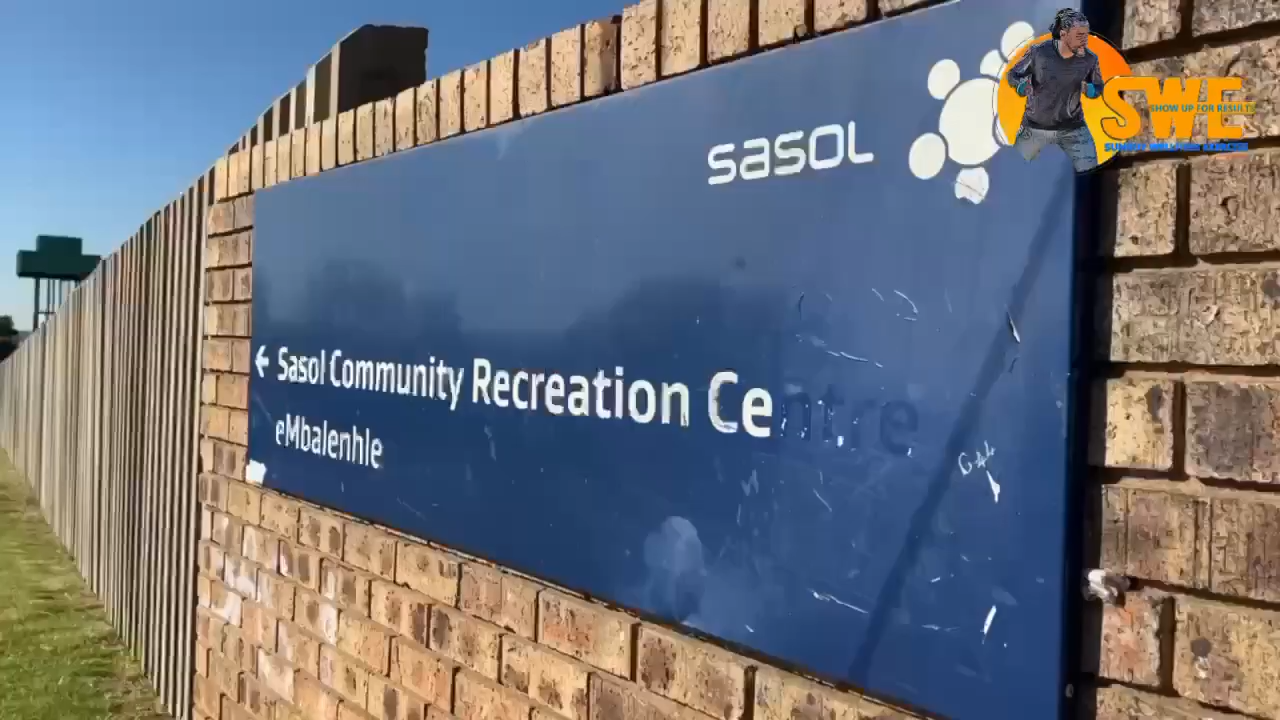 sasol
SWE
SHOW UP FOR RESULTS
← Sasol Community Recreation Centre
eMbalenhle